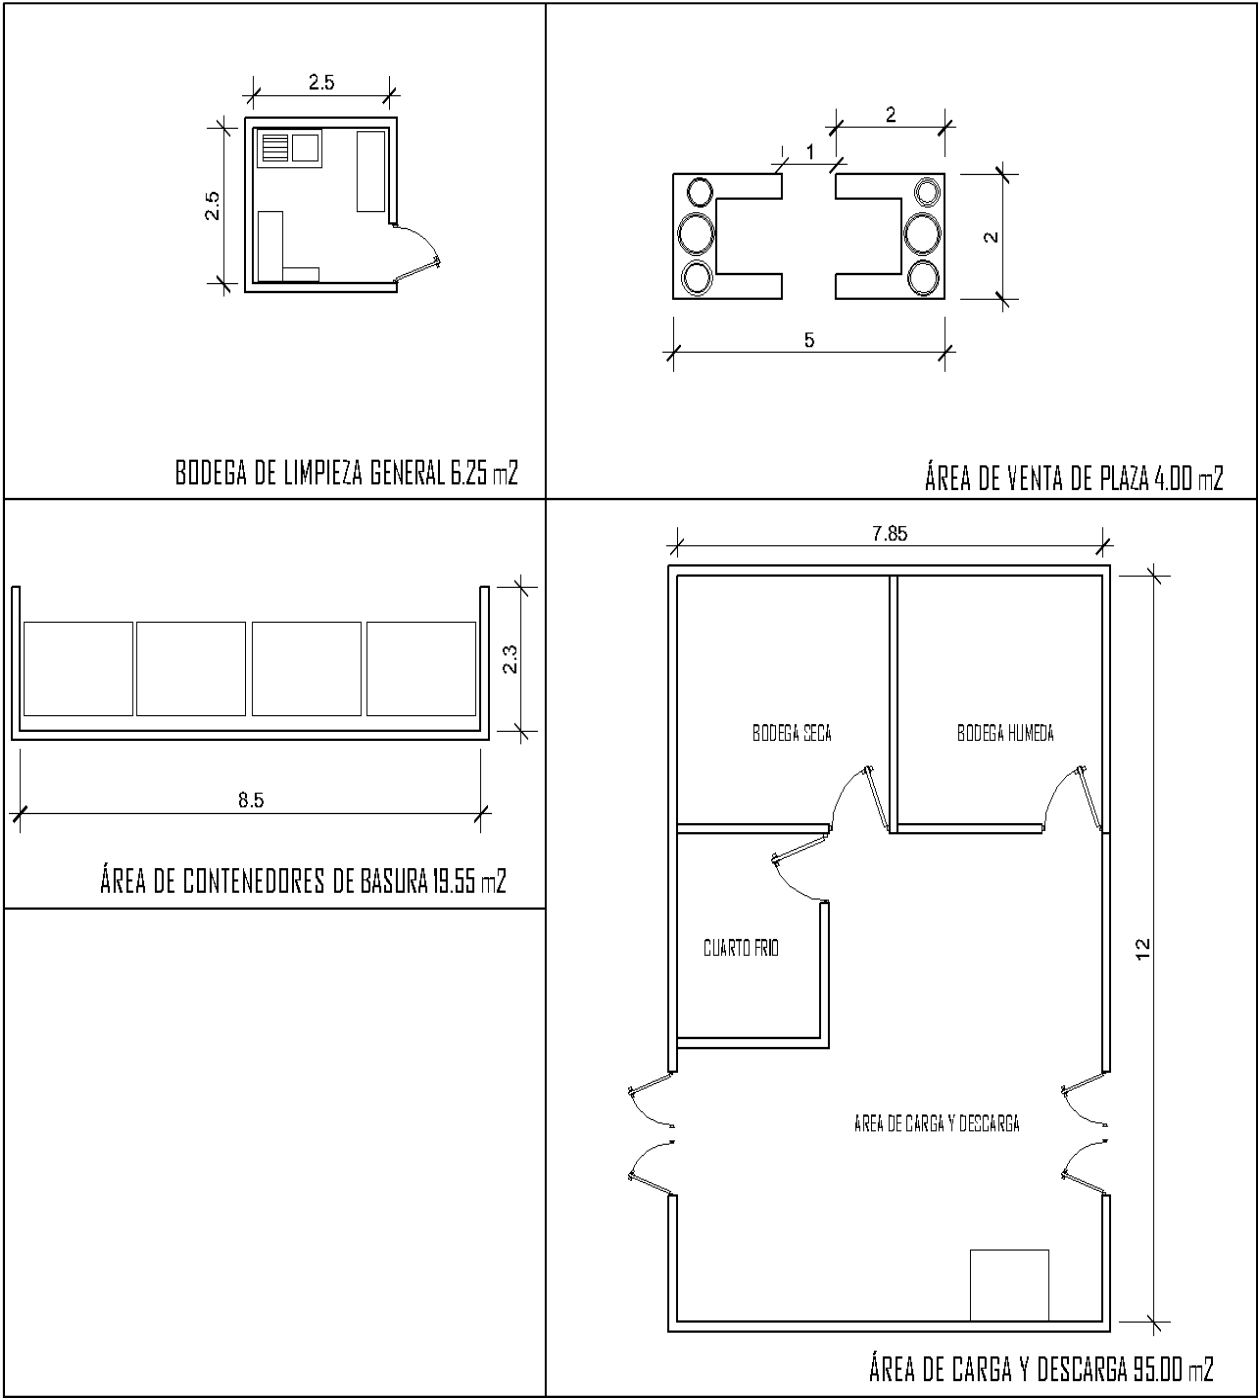 2.5
2.5
BODEGA DE LIMPIEZA GENERAL 6.25 m2
2
1
2
5
ÁREA DE VENTA DE PLAZA 4.00 m2
2.3
8.5
ÁREA DE CONTENEDORES DE BASURA 19.55 m2
7.85
BODEGA SECA
BODEGA HUMEDA
CUARTO FRIO
12
AREA DE CARGA Y DESCARGA
ÁREA DE CARGA Y DESCARGA 95.00 m2